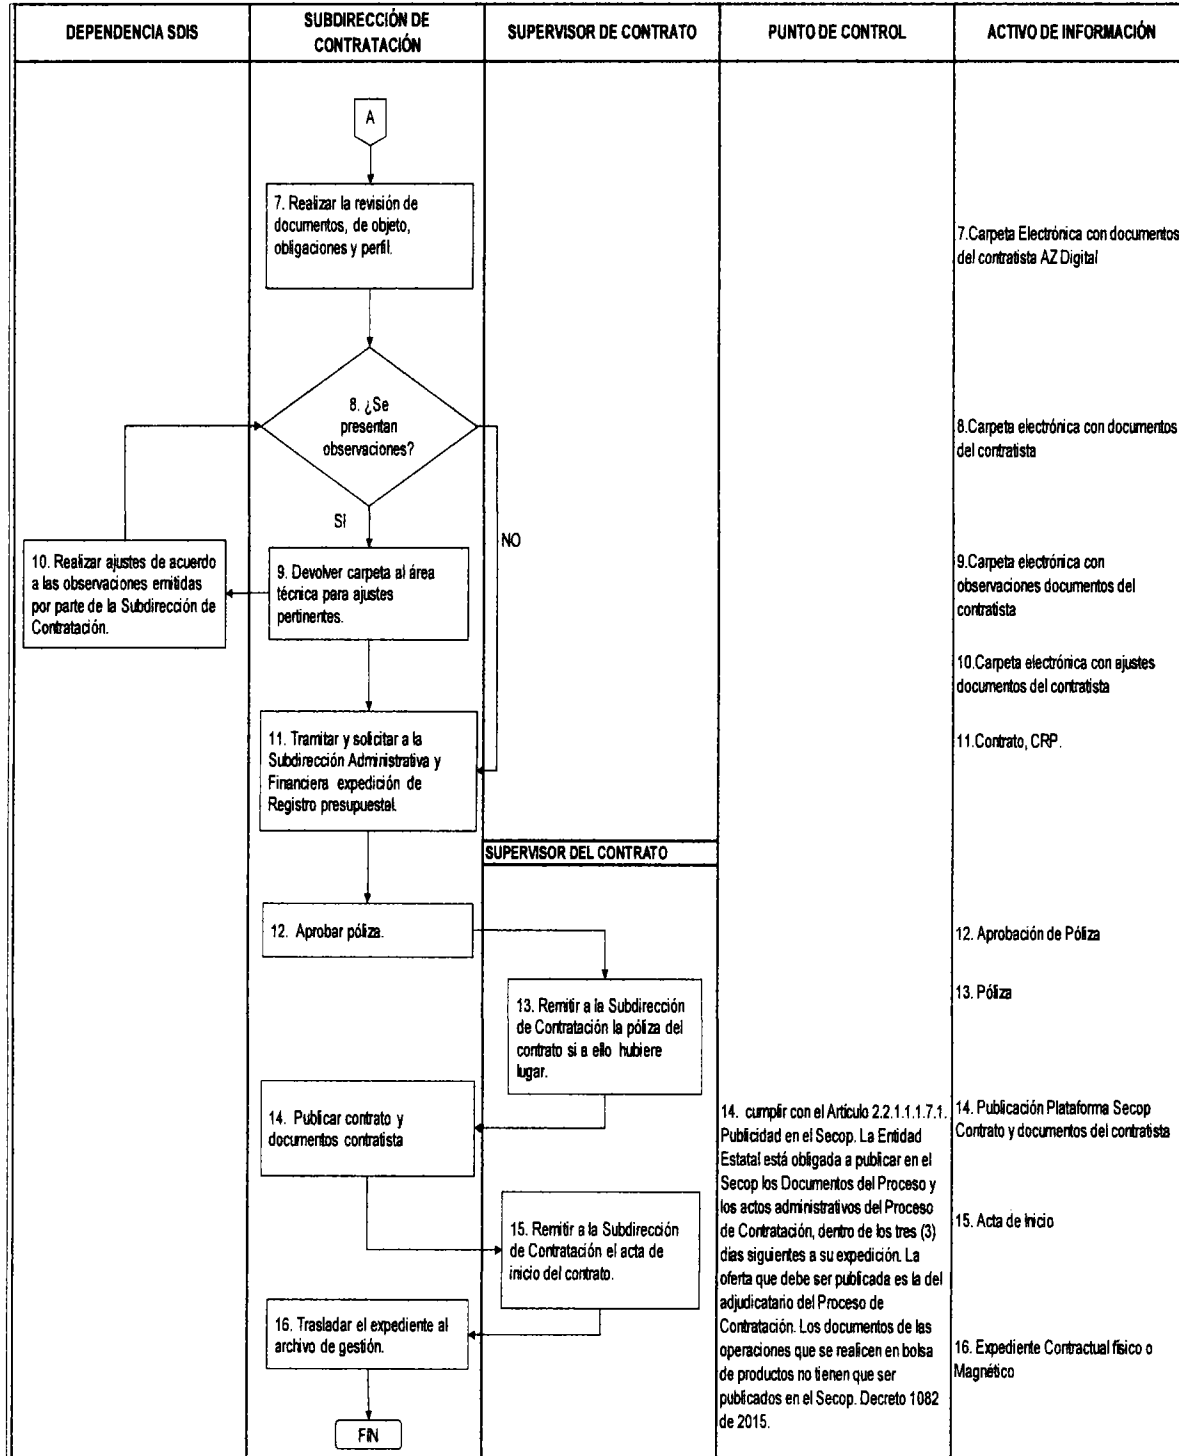 DEPENDENCIA SDIS
SUBDIRECCIÓN DE
CONTRATACIÓN
SUPERVISOR DE CONTRATO
PUNTO DE CONTROL
ACTIVO DE INFORMACIÓN
A
7. Realizar la revisión de
documentos, de objeto,
obligaciones y perfil.
7.Carpeta Electrónica con documentos
del contratista AZ Digital
8. ¿Se
presentan
observaciones?
8.Carpeta electrónica con documentos
del contratista
SI
NO
10. Realizar ajustes de acuerdo
a las observaciones emitidas
por parte de la Subdirección de
Contratación.
9. Devolver carpeta al área
técnica para ajustes
pertinentes.
9.Carpeta electrónica con
observaciones documentos del
contratista
10.Carpeta electrónica con ajustes
documentos del contratista
11. Tramitar y solicitar a la
Subdirección Administrativa y
Financiera expedición de
Registro presupuestal.
11.Contrato, CRP.
SUPERVISOR DEL CONTRATO
12. Aprobar póliza.
12. Aprobación de Póliza
13. Remitir a la Subdirección
de Contratación la póliza del
contrato si a ello hubiere
lugar.
13. Póliza
14. Publicar contrato y
documentos contratista
14. cumplir con el Artículo 2.2.1.1.1.7.1.
Publicidad en el Secop. La Entidad
Estatal está obligada a publicar en el
Secop los Documentos del Proceso y
los actos administrativos del Proceso
de Contratación, dentro de los tres (3)
días siguientes a su expedición. La
oferta que debe ser publicada es la del
adjudicatario del Proceso de
Contratación. Los documentos de las
operaciones que se realicen en bolsa
de productos no tienen que ser
publicados en el Secop. Decreto 1082
de 2015.
14. Publicación Plataforma Secop
Contrato y documentos del contratista
15. Remitir a la Subdirección
de Contratación el acta de
inicio del contrato.
15. Acta de Inicio
16. Trasladar el expediente al
archivo de gestión.
16. Expediente Contractual físico o
Magnético
FIN